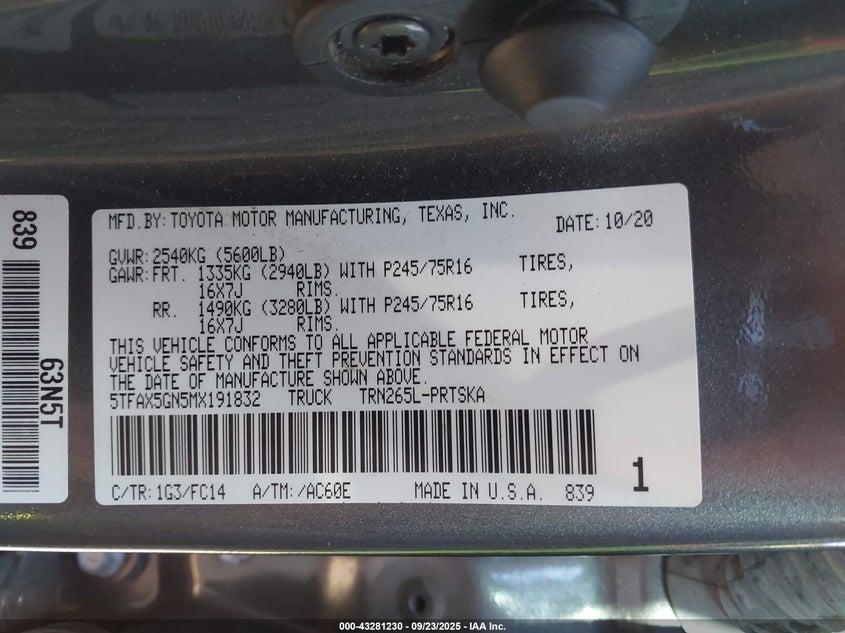 MFD.BY:TOYOTA MOTOR MANUFACTURING, TEXAS, INC.
DATE:10/20
GVWR:2540KG (5600LB)
GAWR:FRT. 1335KG (2940LB) WITH P245/75R16 TIRES,
16X7J RIMS.
RR. 1490KG (3280LB) WITH P245/75R16 TIRES,
16X7J RIMS.
THIS VEHICLE CONFORMS TO ALL APPLICABLE FEDERAL MOTOR
VEHICLE SAFETY AND THEFT PREVENTION STANDARDS IN EFFECT ON
THE DATE OF MANUFACTURE SHOWN ABOVE.
5TFAX5GN5MX191832 TRUCK TRN265L-PRTSKA
C/TR:1G3/FC14 A/TM:/AC60E MADE IN U.S.A. 839
1
839
63N5T
000-43281230 - 09/23/2025 - IAA Inc.